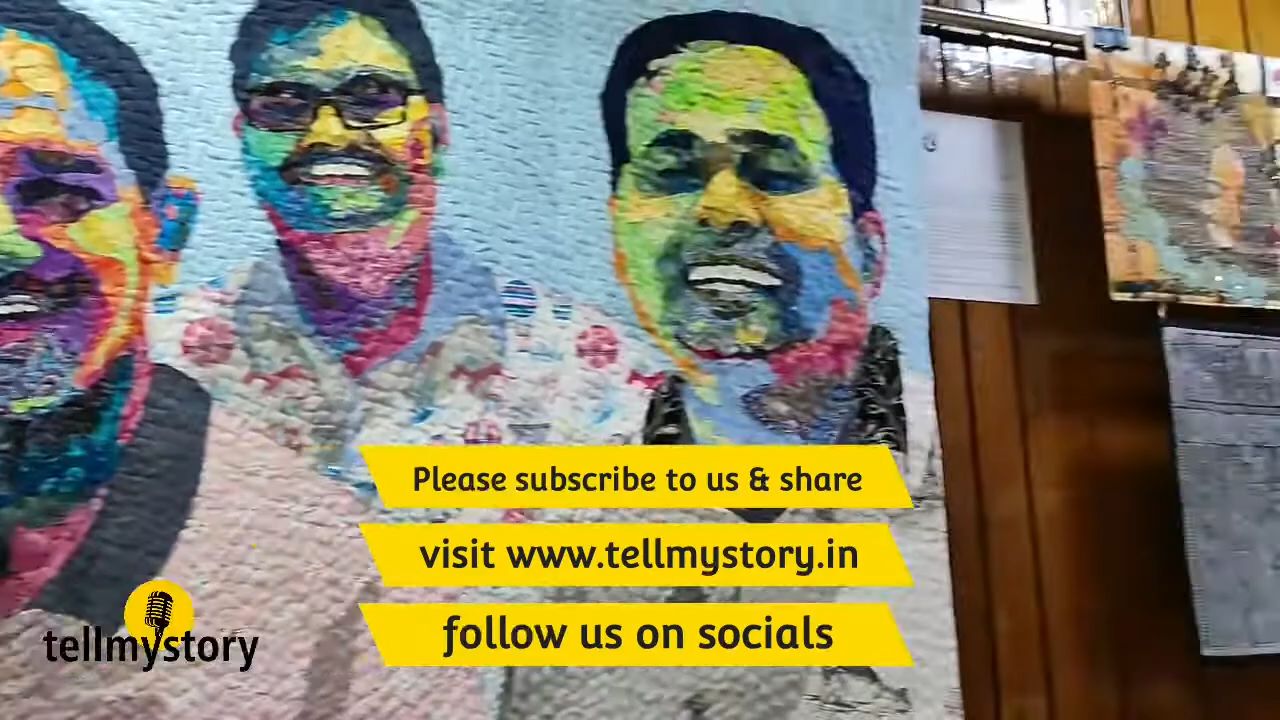 Please subscribe to us & share
visit www.tellmystory.in
follow us on socials
tellmystory